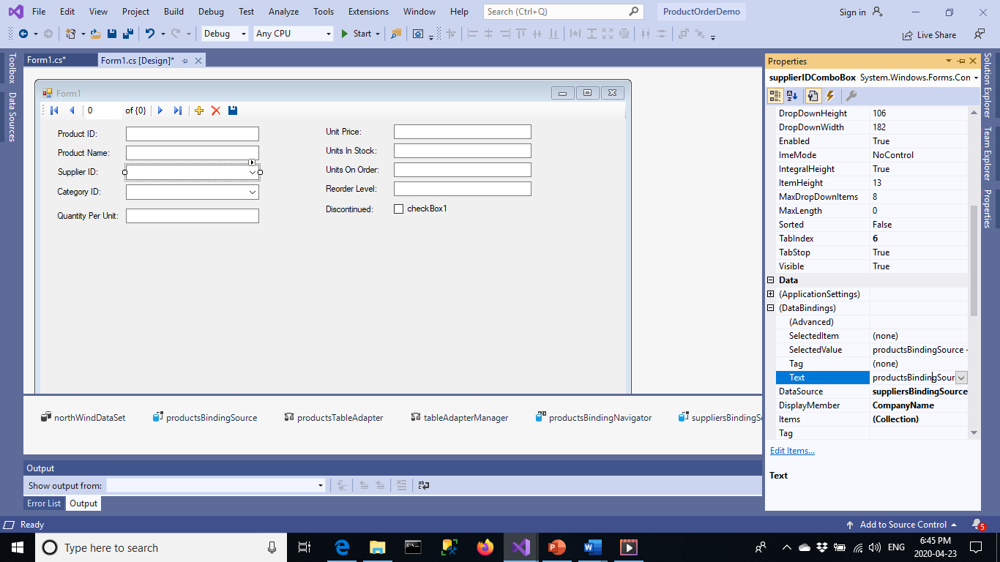 File Edit View Project Build Debug Test Analyze Tools Extensions Window Help Search (Ctrl+Q) ProductOrderDemo Sign in
Debug Any CPU Start Live Share
Form1.cs* Form1.cs [Design]*
Toolbox
Data Sources
Form1
0 of {0}
Product ID:
Product Name:
Supplier ID:
Category ID:
Quantity Per Unit:
Unit Price:
Units In Stock:
Units On Order:
Reorder Level:
Discontinued: checkBox1
northWindDataSet productsBindingSource productsTableAdapter tableAdapterManager productsBindingNavigator suppliersBindingSo
Output
Show output from:
Error List Output
Properties
supplierIDComboBox System.Windows.Forms.Con
DropDownHeight 106
DropDownWidth 182
Enabled True
ImeMode NoControl
IntegralHeight True
ItemHeight 13
MaxDropDownItems 8
MaxLength 0
Sorted False
TabIndex 6
TabStop True
Visible True
Data
(ApplicationSettings)
(DataBindings)
(Advanced)
SelectedItem (none)
SelectedValue productsBindingSource -
Tag (none)
Text productsBindingSour
DataSource suppliersBindingSource
DisplayMember CompanyName
Items (Collection)
Tag
Edit Items...
Text
Solution Explorer
Team Explorer
Properties
Ready Add to Source Control 5
Type here to search ENG 6:45 PM
2020-04-23